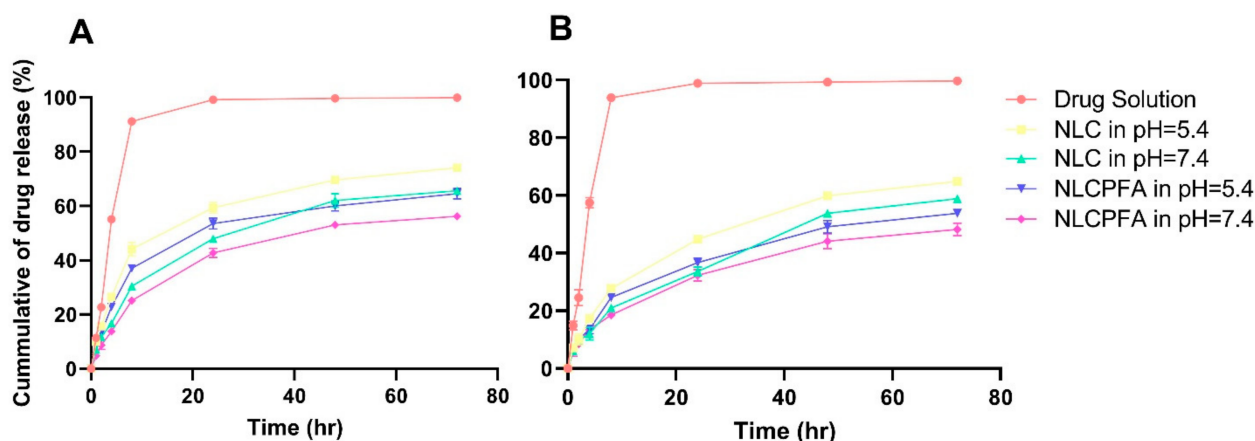 A
Cummulative of drug release (%)
100
80
60
40
20
0
0
20
40
60
80
Time (hr)
B
100
80
60
40
20
0
0
20
40
60
80
Time (hr)
Drug Solution
NLC in pH=5.4
NLC in pH=7.4
NLCPFA in pH=5.4
NLCPFA in pH=7.4